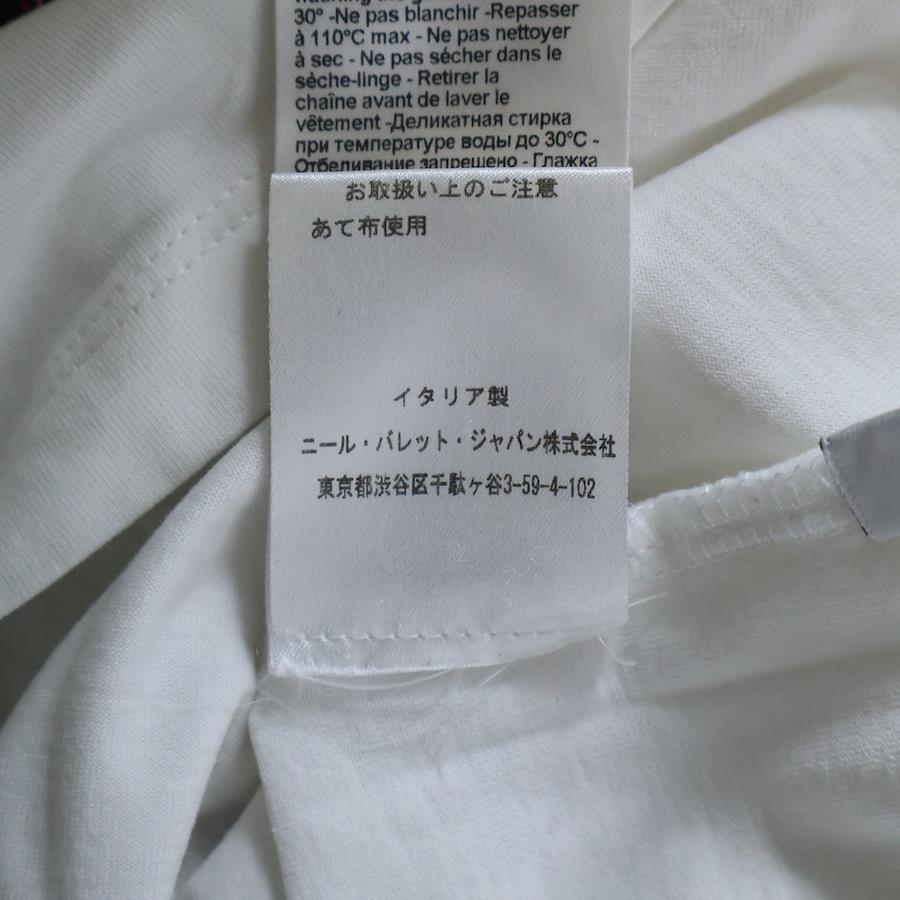 30° -Ne pas blanchir -Repasser
à 110°C max - Ne pas nettoyer
à sec - Ne pas sécher dans le
sèche-linge - Retirer la
chaîne avant de laver le
vêtement -Деликатная стирка
при температуре воды до 30°C -
Отбеливание запрещено - Глажка
お取扱い上のご注意
あて布使用
イタリア製
ニール・バレット・ジャパン株式会社
東京都渋谷区千駄ヶ谷3-59-4-102